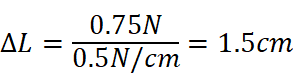 ΔL = 0.75N / 0.5N/cm = 1.5cm